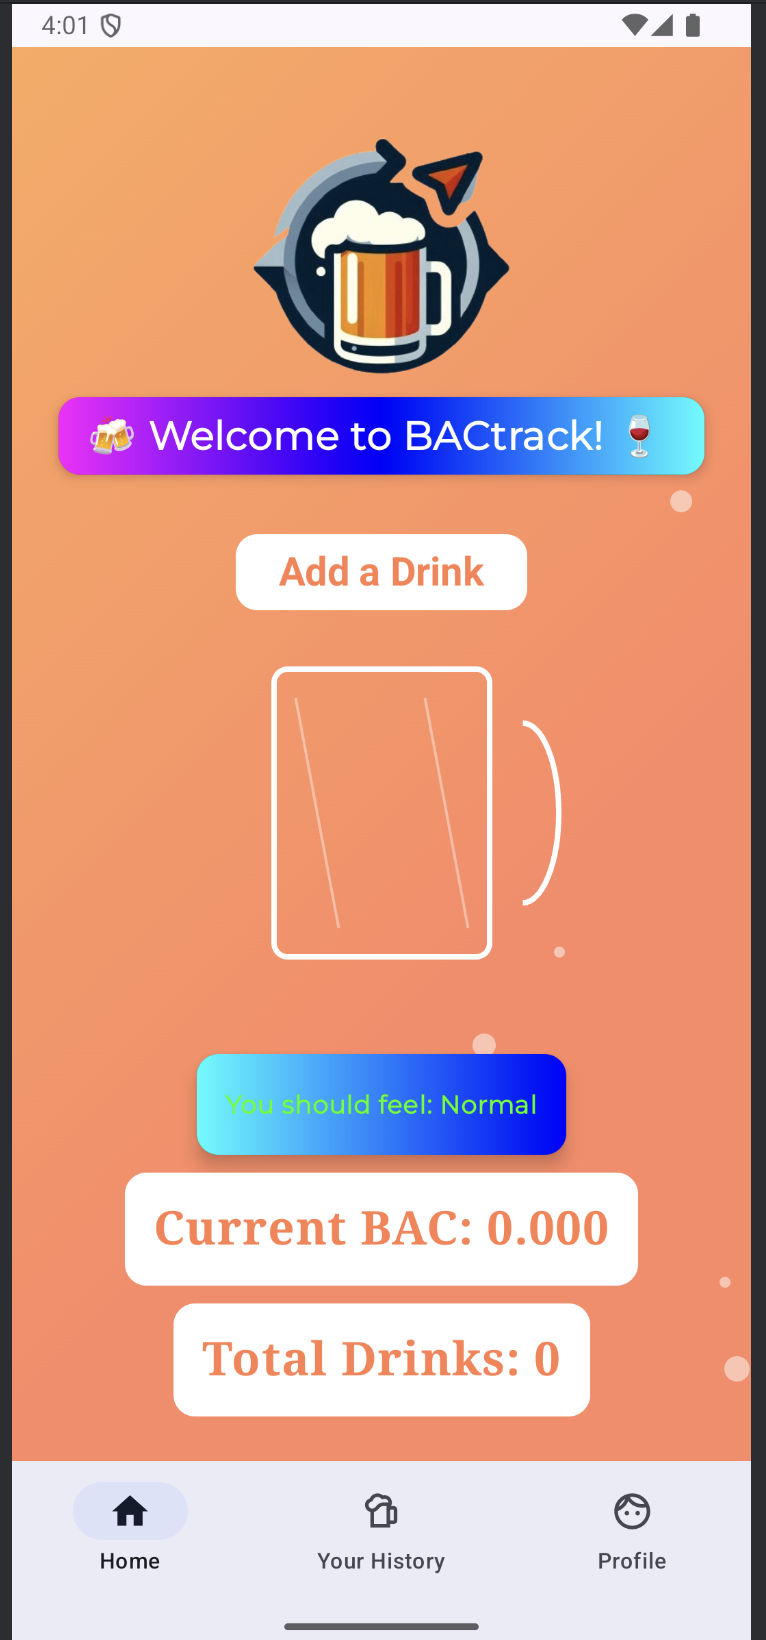 4:01
🍻 Welcome to BACtrack! 🍷
Add a Drink
You should feel: Normal
Current BAC: 0.000
Total Drinks: 0
Home Your History Profile